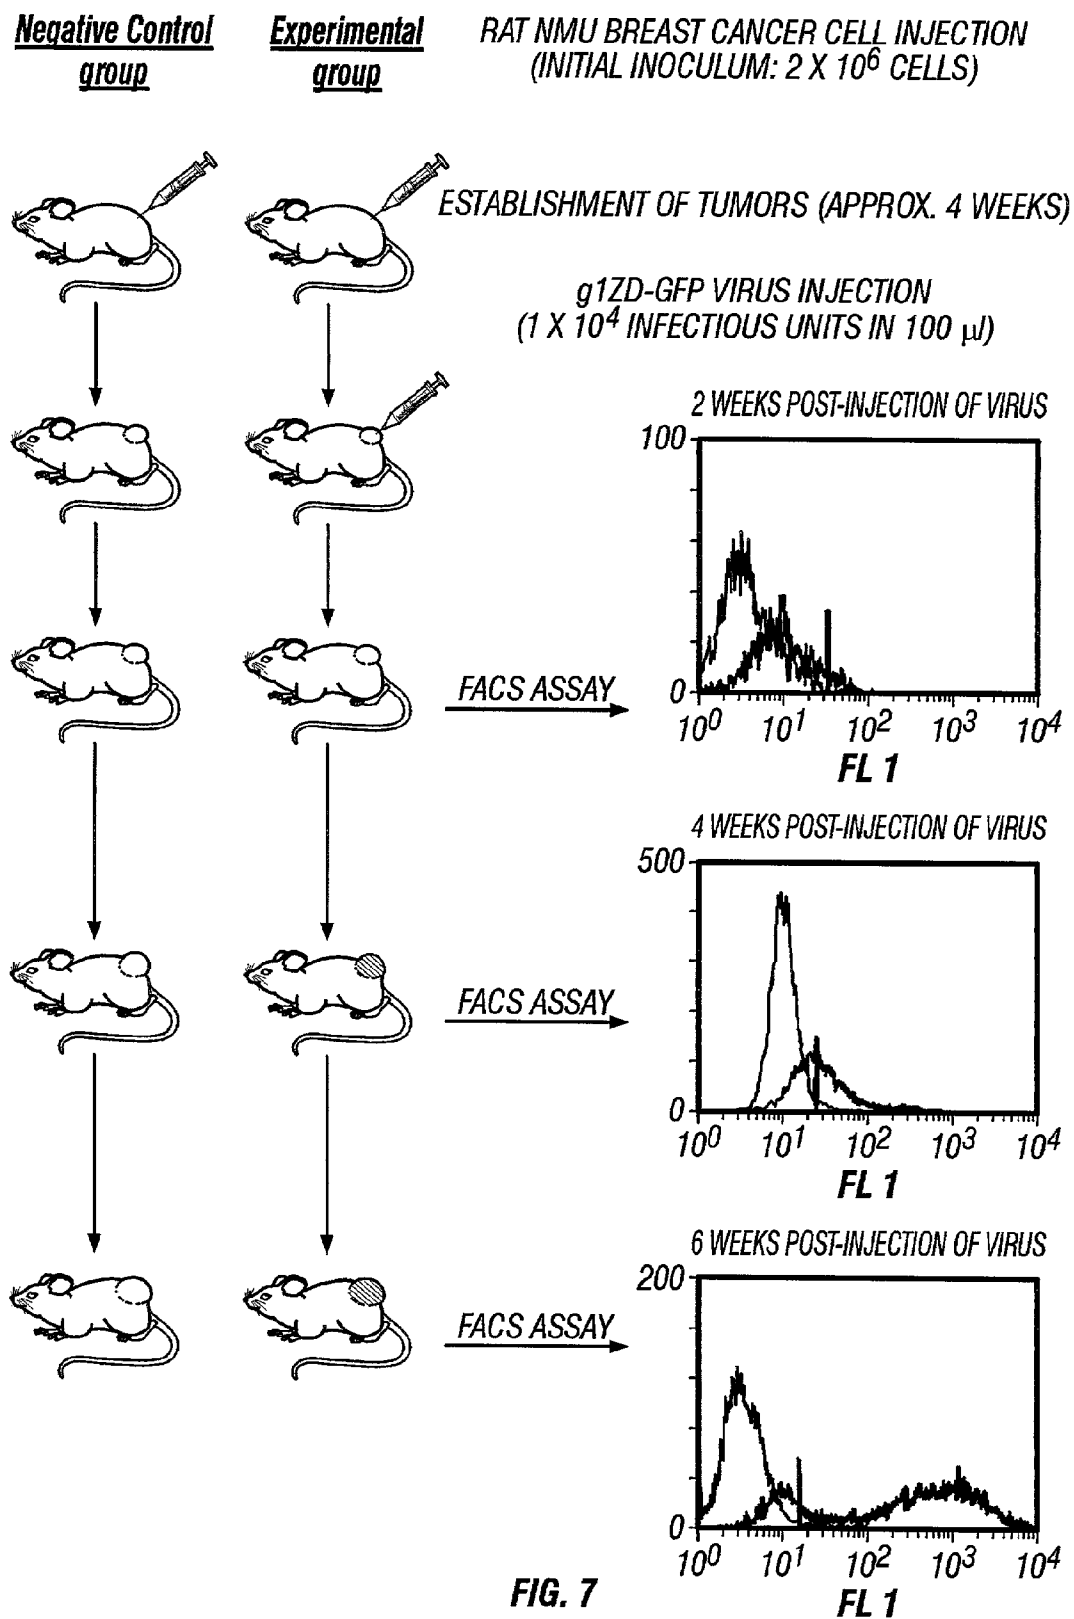 Negative Control
group
Experimental
group
RAT NMU BREAST CANCER CELL INJECTION
(INITIAL INOCULUM: 2 X 10⁶ CELLS)
ESTABLISHMENT OF TUMORS (APPROX. 4 WEEKS)
g1ZD-GFP VIRUS INJECTION
(1 X 10⁴ INFECTIOUS UNITS IN 100 µl)
2 WEEKS POST-INJECTION OF VIRUS
100
0
10⁰ 10¹ 10² 10³ 10⁴
FL 1
FACS ASSAY
4 WEEKS POST-INJECTION OF VIRUS
500
0
10⁰ 10¹ 10² 10³ 10⁴
FL 1
FACS ASSAY
6 WEEKS POST-INJECTION OF VIRUS
200
0
10⁰ 10¹ 10² 10³ 10⁴
FL 1
FACS ASSAY
FIG. 7